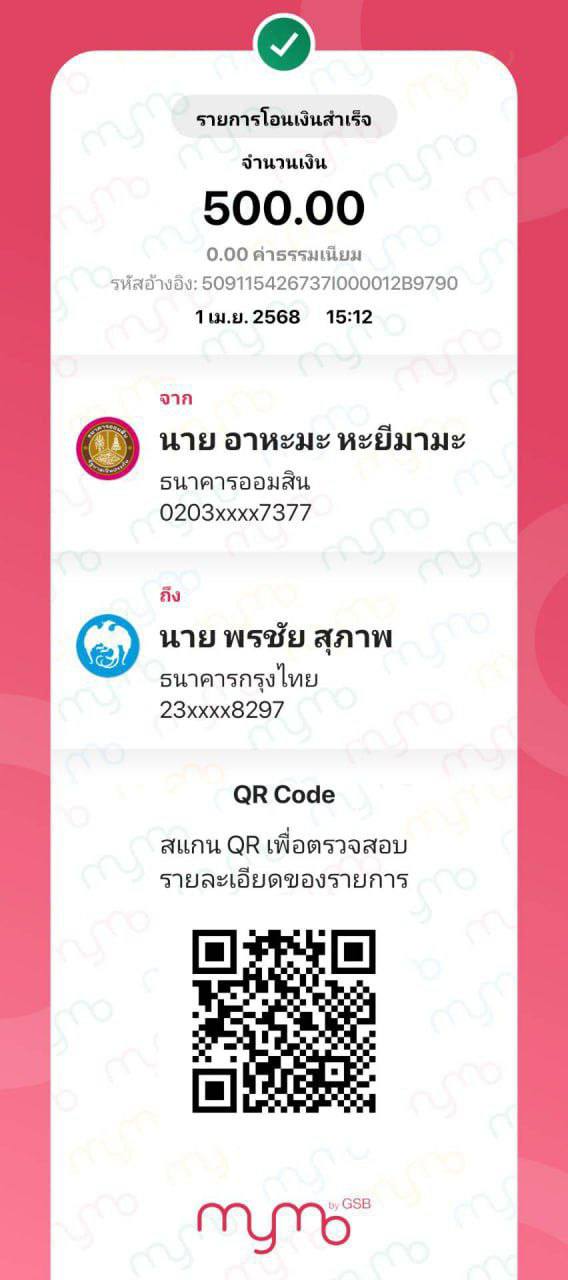 รายการโอนเงินสำเร็จ
จำนวนเงิน
500.00
0.00 ค่าธรรมเนียม
รหัสอ้างอิง: 509115426737I000012B9790
1 เม.ย. 2568 15:12
จาก
นาย อาหะมะ หะยีมามะ
ธนาคารออมสิน
0203xxxx7377
ถึง
นาย พรชัย สุภาพ
ธนาคารกรุงไทย
23xxxx8297
QR Code
สแกน QR เพื่อตรวจสอบ
รายละเอียดของรายการ
mymo by GSB